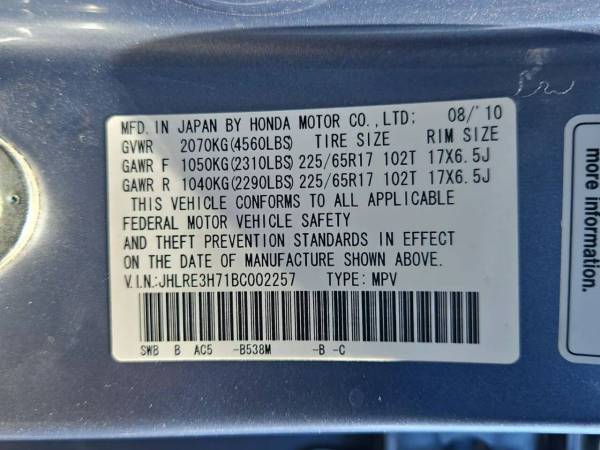 MFD. IN JAPAN BY HONDA MOTOR CO.,LTD: 08/'10
GVWR 2070KG(4560LBS) TIRE SIZE RIM SIZE
GAWR F 1050KG(2310LBS) 225/65R17 102T 17X6.5J
GAWR R 1040KG(2290LBS) 225/65R17 102T 17X6.5J
THIS VEHICLE CONFORMS TO ALL APPLICABLE
FEDERAL MOTOR VEHICLE SAFETY
AND THEFT PREVENTION STANDARDS IN EFFECT
ON THE DATE OF MANUFACTURE SHOWN ABOVE.
V.I.N.:JHLRE3H71BC002257 TYPE: MPV
SWB B AC5 -B538M -B -C
more information.